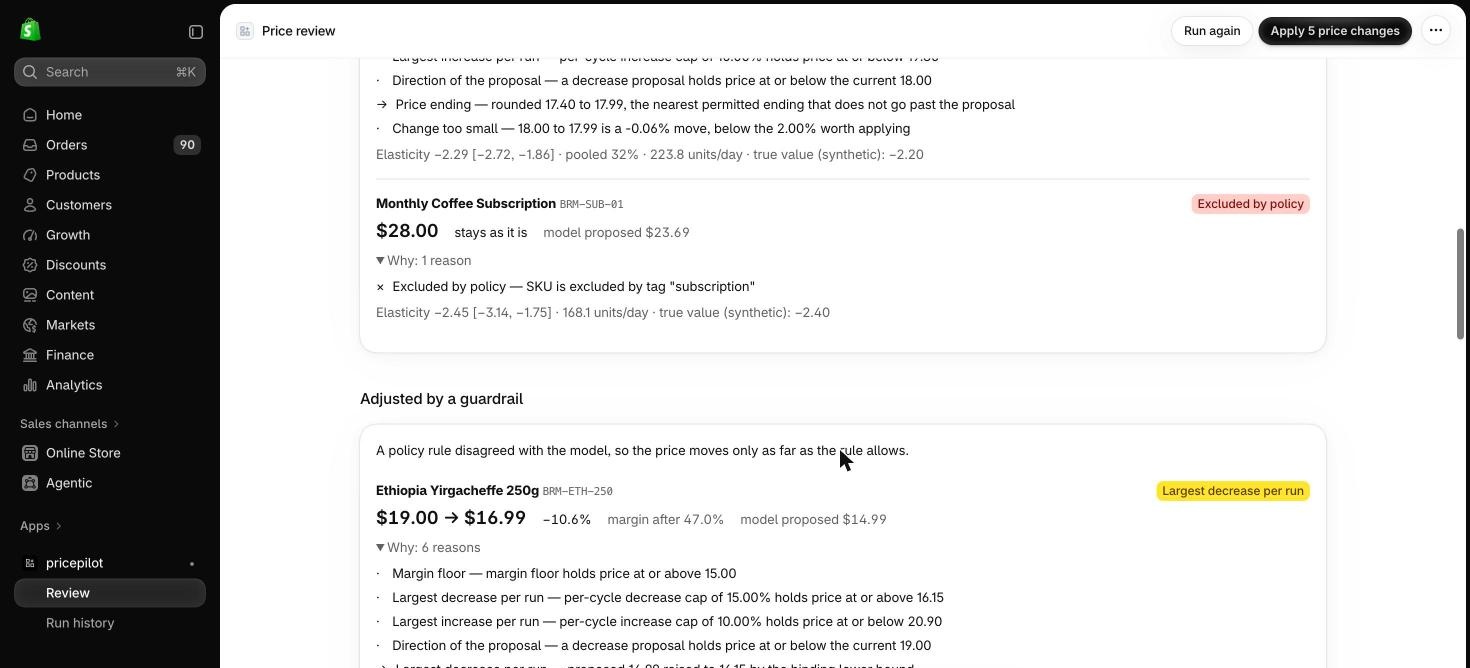 Search
⌘K
Home
Orders
90
Products
Customers
Growth
Discounts
Content
Markets
Finance
Analytics
Sales channels
Online Store
Agentic
Apps
pricepilot
Review
Run history
Price review
Run again
Apply 5 price changes
· Direction of the proposal — a decrease proposal holds price at or below the current 18.00
→ Price ending — rounded 17.40 to 17.99, the nearest permitted ending that does not go past the proposal
· Change too small — 18.00 to 17.99 is a -0.06% move, below the 2.00% worth applying
Elasticity −2.29 [−2.72, −1.86] · pooled 32% · 223.8 units/day · true value (synthetic): −2.20
Monthly Coffee Subscription BRM-SUB-01
Excluded by policy
$28.00 stays as it is model proposed $23.69
▼ Why: 1 reason
× Excluded by policy — SKU is excluded by tag "subscription"
Elasticity −2.45 [−3.14, −1.75] · 168.1 units/day · true value (synthetic): −2.40
Adjusted by a guardrail
A policy rule disagreed with the model, so the price moves only as far as the rule allows.
Ethiopia Yirgacheffe 250g BRM-ETH-250
Largest decrease per run
$19.00 → $16.99 −10.6% margin after 47.0% model proposed $14.99
▼ Why: 6 reasons
· Margin floor — margin floor holds price at or above 15.00
· Largest decrease per run — per-cycle decrease cap of 15.00% holds price at or above 16.15
· Largest increase per run — per-cycle increase cap of 10.00% holds price at or below 20.90
· Direction of the proposal — a decrease proposal holds price at or below the current 19.00